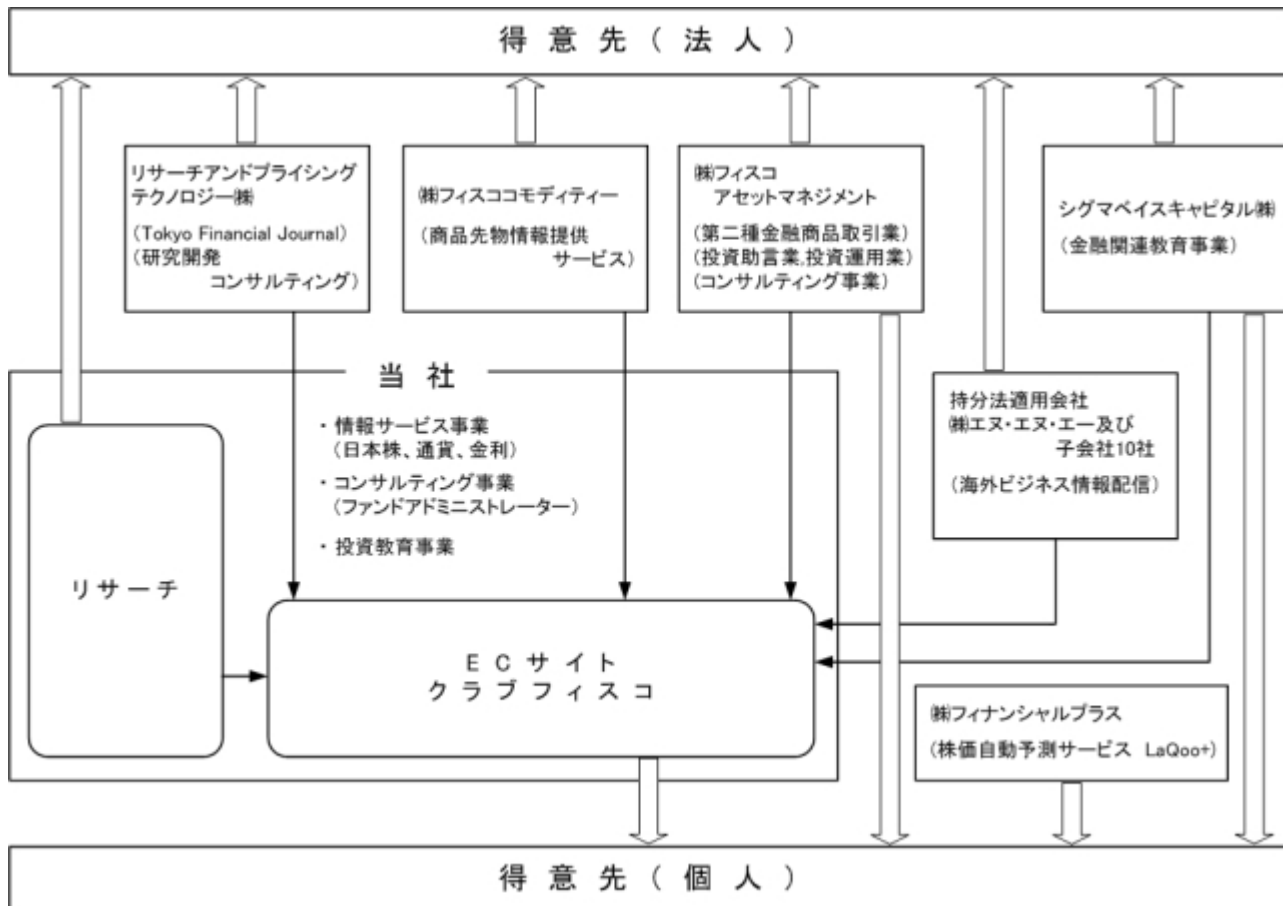 得意先(法人)
リサーチアンドプライシング
テクノロジー㈱
(Tokyo Financial Journal)
(研究開発
コンサルティング)
㈱フィスココモディティー
(商品先物情報提供
サービス)
㈱フィスコ
アセットマネジメント
(第二種金融商品取引業)
(投資助言業,投資運用業)
(コンサルティング事業)
シグマベイスキャピタル㈱
(金融関連教育事業)
当社
・情報サービス事業
(日本株、通貨、金利)
・コンサルティング事業
(ファンドアドミニストレーター)
・投資教育事業
持分法適用会社
㈱エヌ・エヌ・エー及び
子会社10社
(海外ビジネス情報配信)
リサーチ
ECサイト
クラブフィスコ
㈱フィナンシャルプラス
(株価自動予測サービス LaQoo+)
得意先(個人)